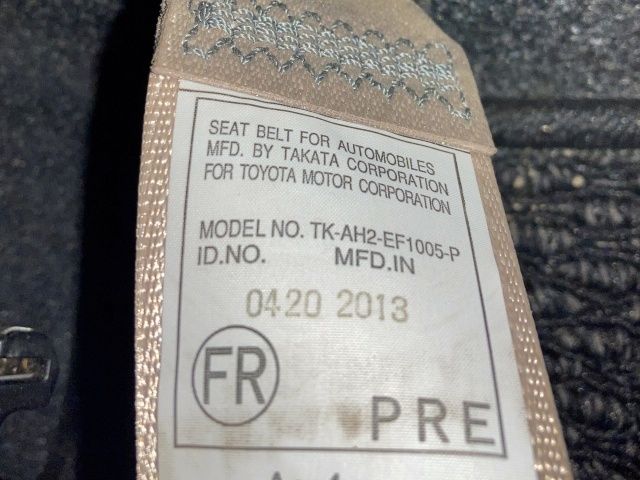 SEAT BELT FOR AUTOMOBILES
MFD. BY TAKATA CORPORATION
FOR TOYOTA MOTOR CORPORATION
MODEL NO. TK-AH2-EF1005-P
ID.NO. MFD.IN
0420 2013
FR
PRE